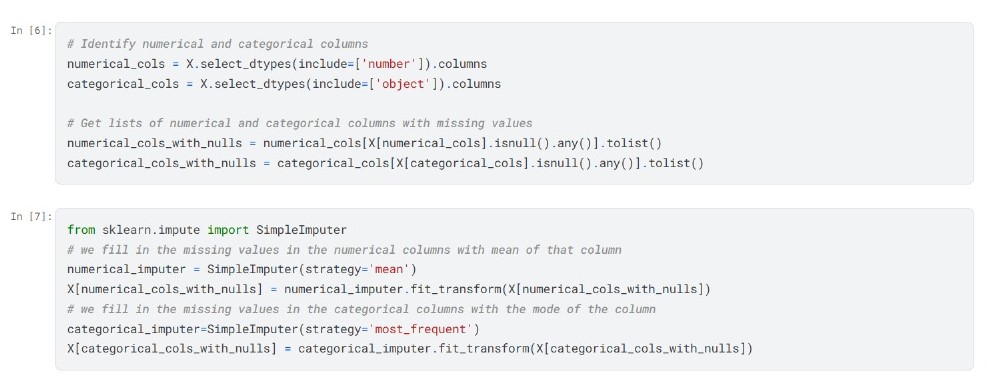 In [6]:
# Identify numerical and categorical columns
numerical_cols = X.select_dtypes(include=['number']).columns
categorical_cols = X.select_dtypes(include=['object']).columns
# Get lists of numerical and categorical columns with missing values
numerical_cols_with_nulls = numerical_cols[X[numerical_cols].isnull().any()].tolist()
categorical_cols_with_nulls = categorical_cols[X[categorical_cols].isnull().any()].tolist()
In [7]:
from sklearn.impute import SimpleImputer
# we fill in the missing values in the numerical columns with mean of that column
numerical_imputer = SimpleImputer(strategy='mean')
X[numerical_cols_with_nulls] = numerical_imputer.fit_transform(X[numerical_cols_with_nulls])
# we fill in the missing values in the categorical columns with the mode of the column
categorical_imputer=SimpleImputer(strategy='most_frequent')
X[categorical_cols_with_nulls] = categorical_imputer.fit_transform(X[categorical_cols_with_nulls])